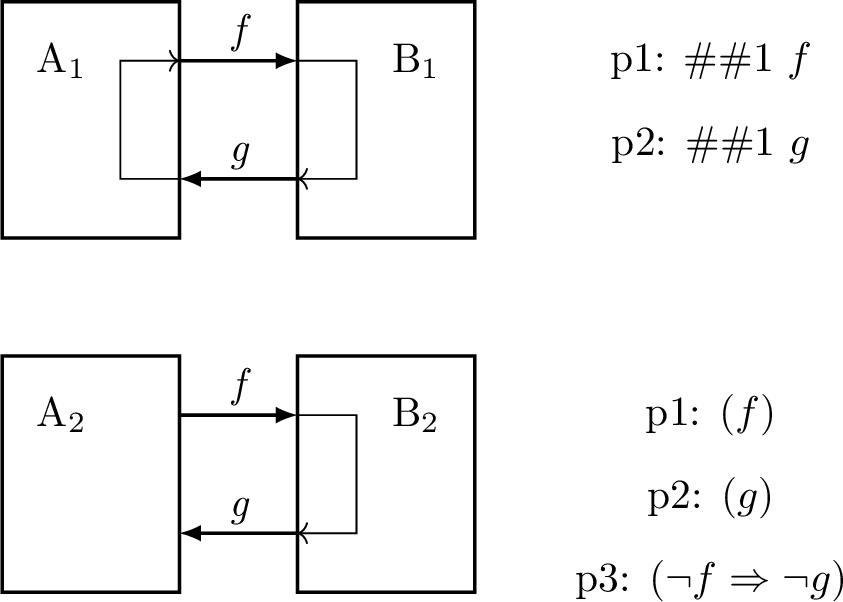 A₁ f B₁ p1: ##1 f
g p2: ##1 g
A₂ f B₂ p1: (f)
g p2: (g)
p3: (¬f ⇒ ¬g)